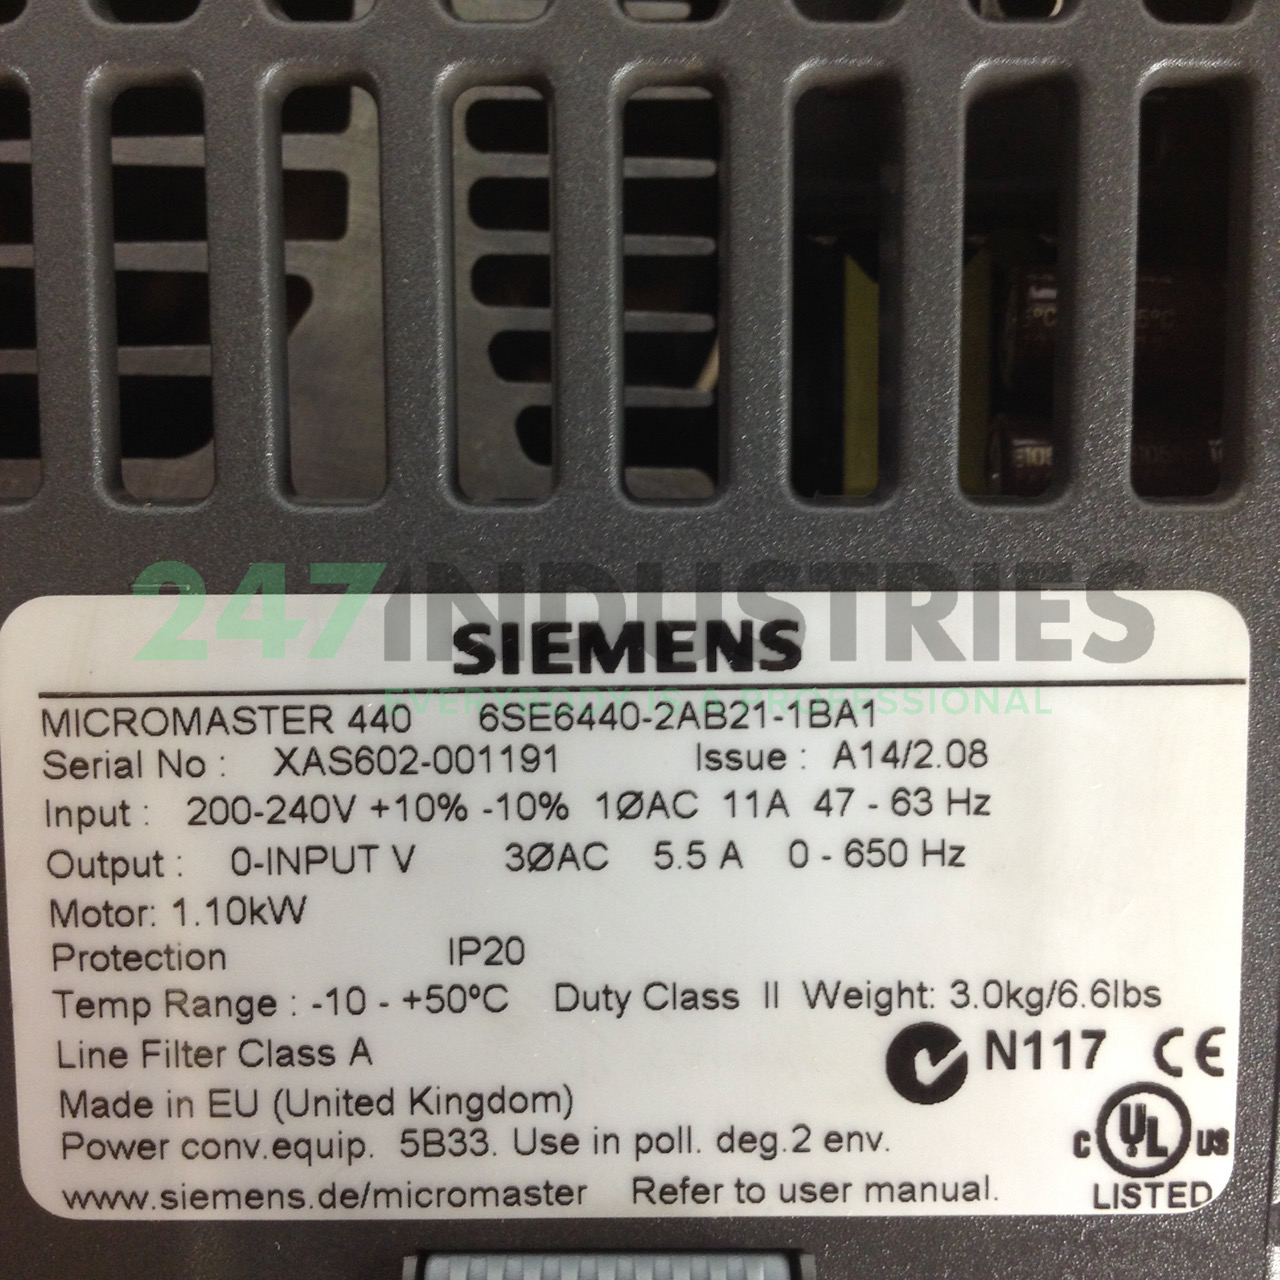 247INDUSTRIES
SIEMENS
EVERYBODY IS A PROFESSIONAL
MICROMASTER 440 6SE6440-2AB21-1BA1
Serial No : XAS602-001191 Issue : A14/2.08
Input : 200-240V +10% -10% 1ØAC 11A 47 - 63 Hz
Output : 0-INPUT V 3ØAC 5.5 A 0 - 650 Hz
Motor: 1.10kW
Protection IP20
Temp Range : -10 - +50ºC Duty Class II Weight: 3.0kg/6.6lbs
Line Filter Class A N117 CE
Made in EU (United Kingdom)
Power conv.equip. 5B33. Use in poll. deg.2 env. C UL US
www.siemens.de/micromaster Refer to user manual. LISTED